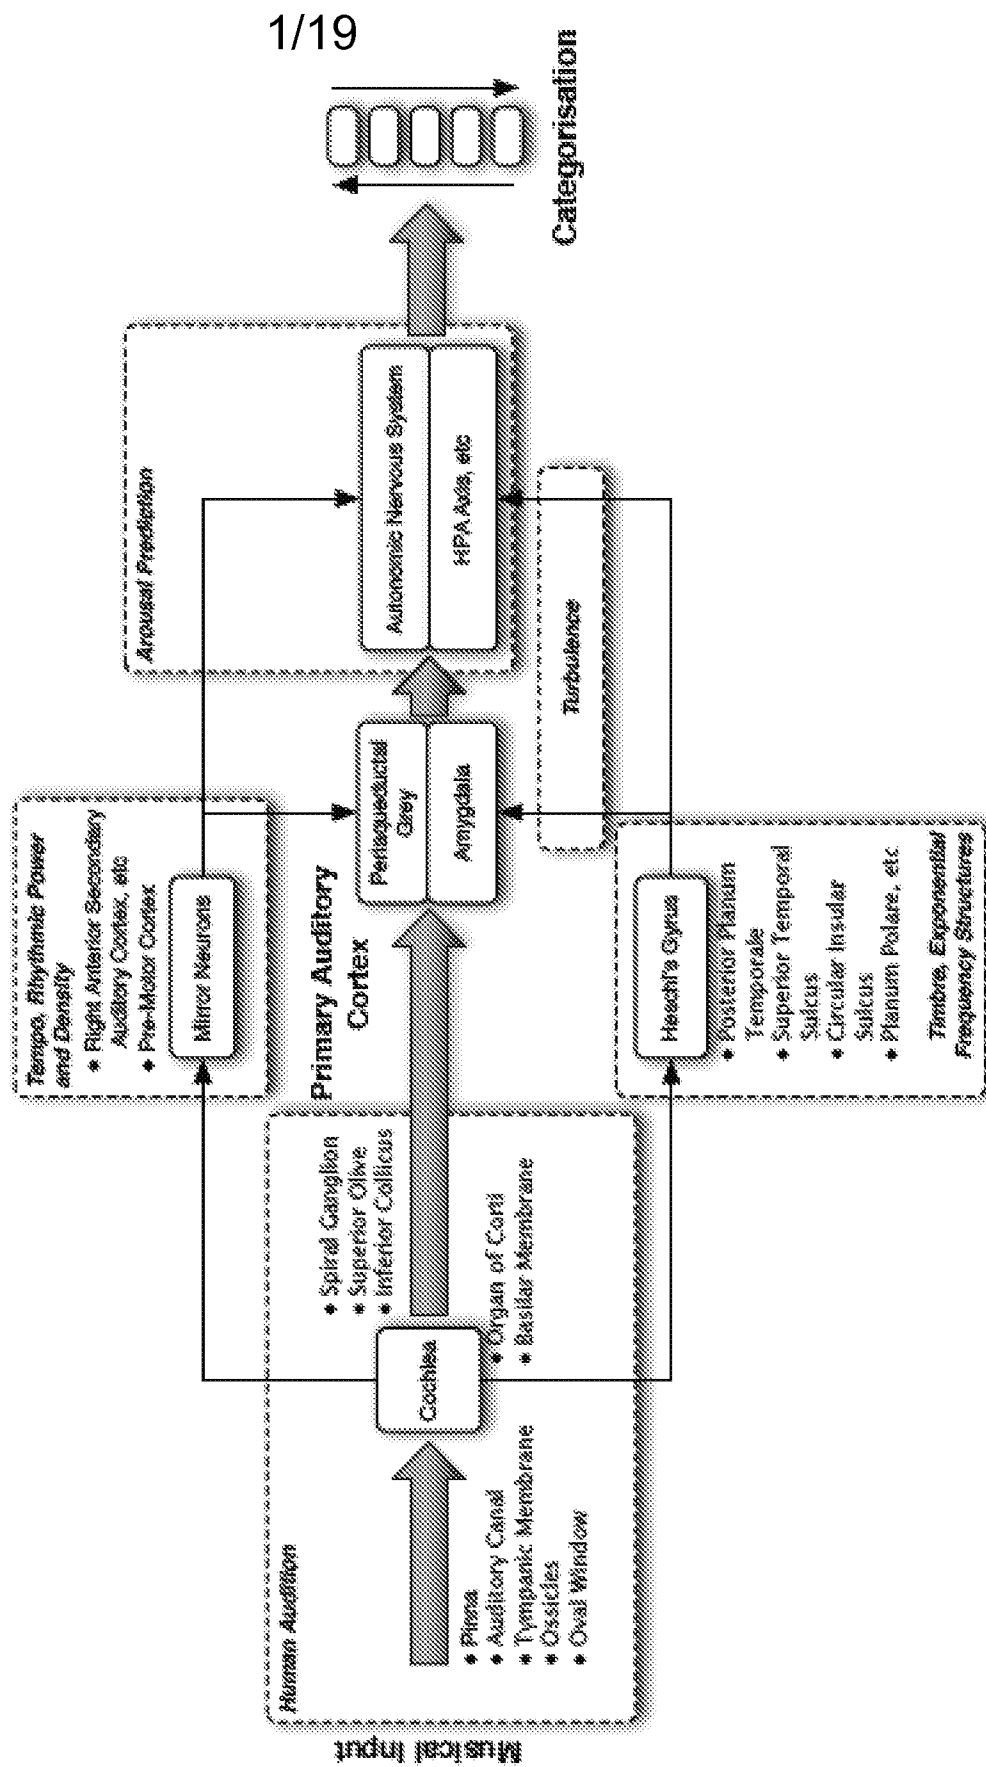 1/19
Musical Input
Human Audition
Pinna
Auditory Canal
Tympanic Membrane
Ossicles
Oval Window
Cochlea
Spiral Ganglion
Superior Olive
Inferior Collicus
Organ of Corti
Basilar Membrane
Tempo, Rhythmic Power
and Density
Right Anterior Secondary
Auditory Cortex, etc
Pre-Motor Cortex
Mirror Neurons
Primary Auditory
Cortex
Periaqueductal
Grey
Amygdala
Heschl's Gyrus
Posterior Planum
Temporale
Superior Temporal
Sulcus
Circular Insular
Sulcus
Planum Polare, etc
Timbre, Exponential
Frequency Structures
Turbulence
Arousal Prediction
Autonomic Nervous System
HPA Axis, etc
Categorisation